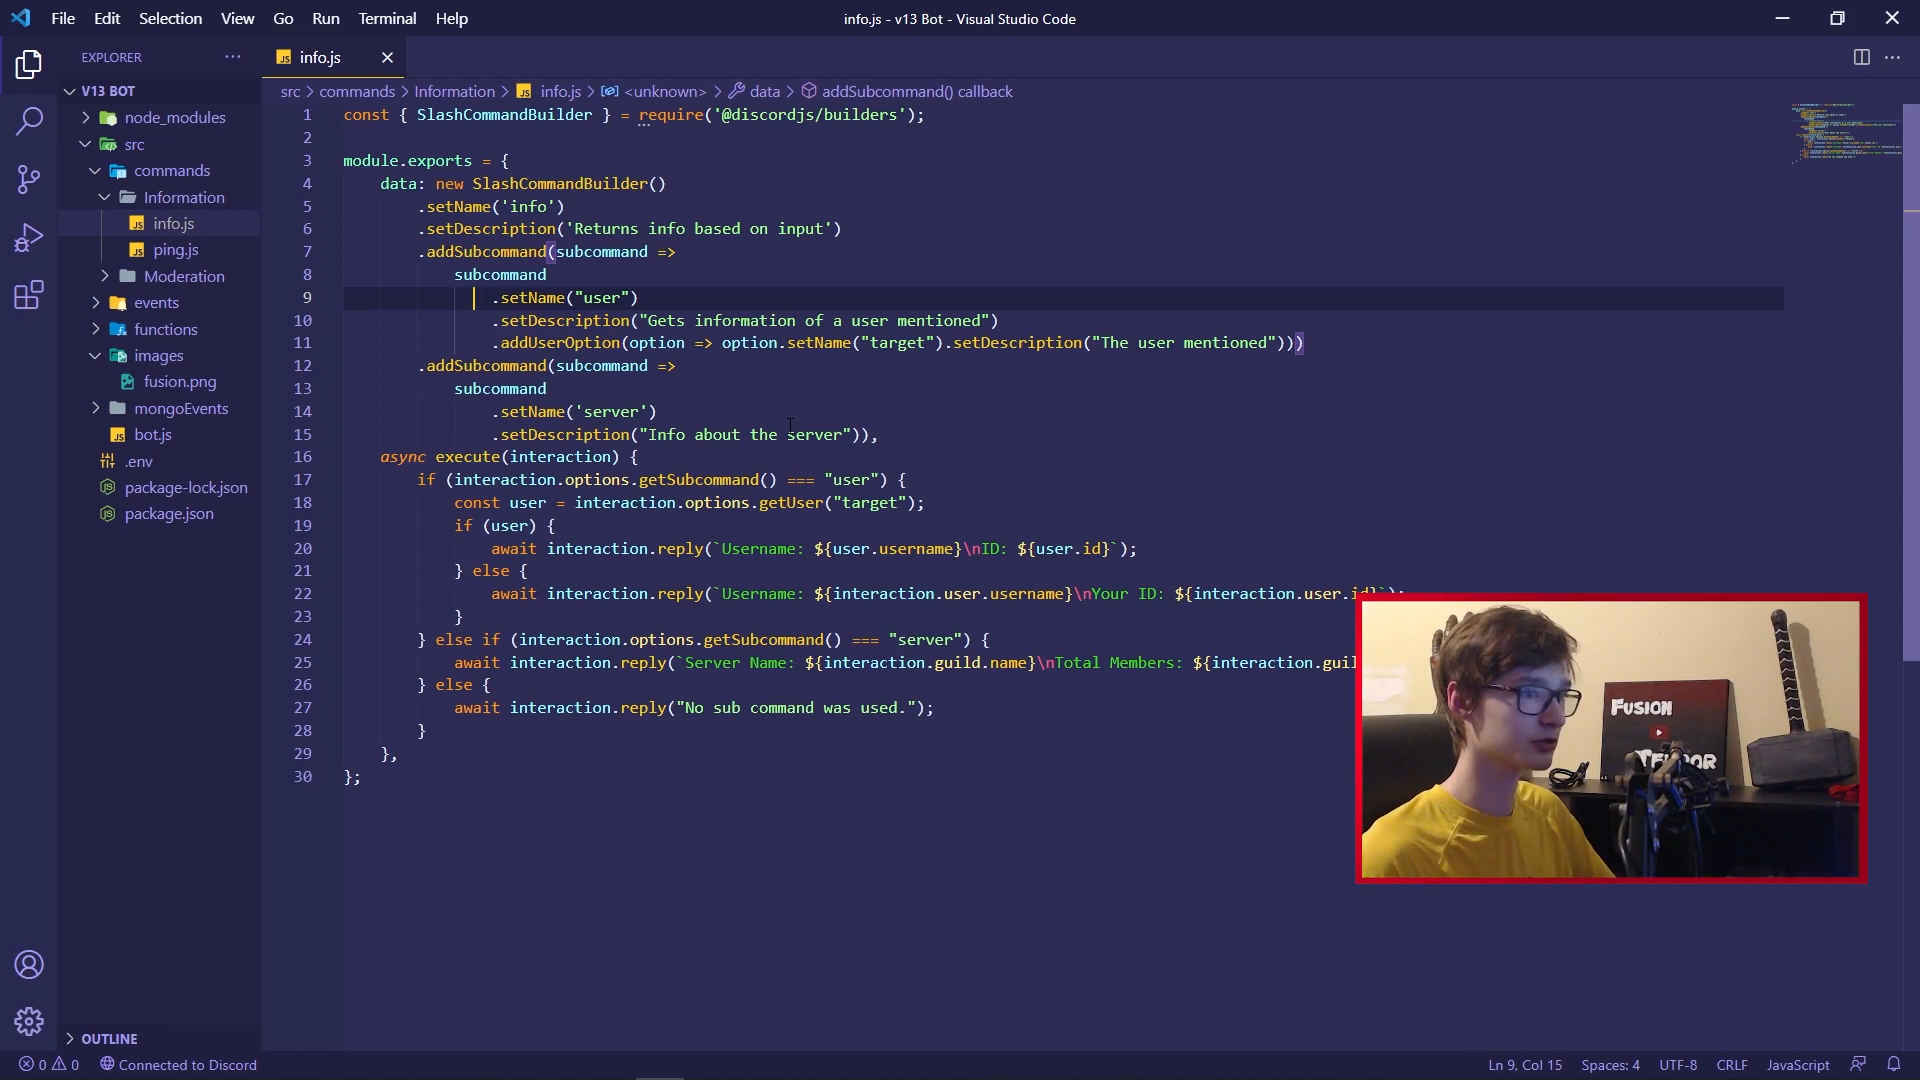 File Edit Selection View Go Run Terminal Help
info.js - v13 Bot - Visual Studio Code
EXPLORER
V13 BOT
node_modules
src
commands
Information
info.js
ping.js
Moderation
events
functions
images
fusion.png
mongoEvents
bot.js
.env
package-lock.json
package.json
OUTLINE
info.js
src > commands > Information > info.js > <unknown> > data > addSubcommand() callback
1 const { SlashCommandBuilder } = require('@discordjs/builders');
2
3 module.exports = {
4 data: new SlashCommandBuilder()
5 .setName('info')
6 .setDescription('Returns info based on input')
7 .addSubcommand(subcommand =>
8 subcommand
9 .setName("user")
10 .setDescription("Gets information of a user mentioned")
11 .addUserOption(option => option.setName("target").setDescription("The user mentioned")))
12 .addSubcommand(subcommand =>
13 subcommand
14 .setName('server')
15 .setDescription("Info about the server")),
16 async execute(interaction) {
17 if (interaction.options.getSubcommand() === "user") {
18 const user = interaction.options.getUser("target");
19 if (user) {
20 await interaction.reply(`Username: ${user.username}\nID: ${user.id}`);
21 } else {
22 await interaction.reply(`Username: ${interaction.user.username}\nYour ID: ${interaction.user.id}`);
23 }
24 } else if (interaction.options.getSubcommand() === "server") {
25 await interaction.reply(`Server Name: ${interaction.guild.name}\nTotal Members: ${interaction.guil
26 } else {
27 await interaction.reply("No sub command was used.");
28 }
29 },
30 };
FUSION
TERROR
0 0 Connected to Discord
Ln 9, Col 15 Spaces: 4 UTF-8 CRLF JavaScript